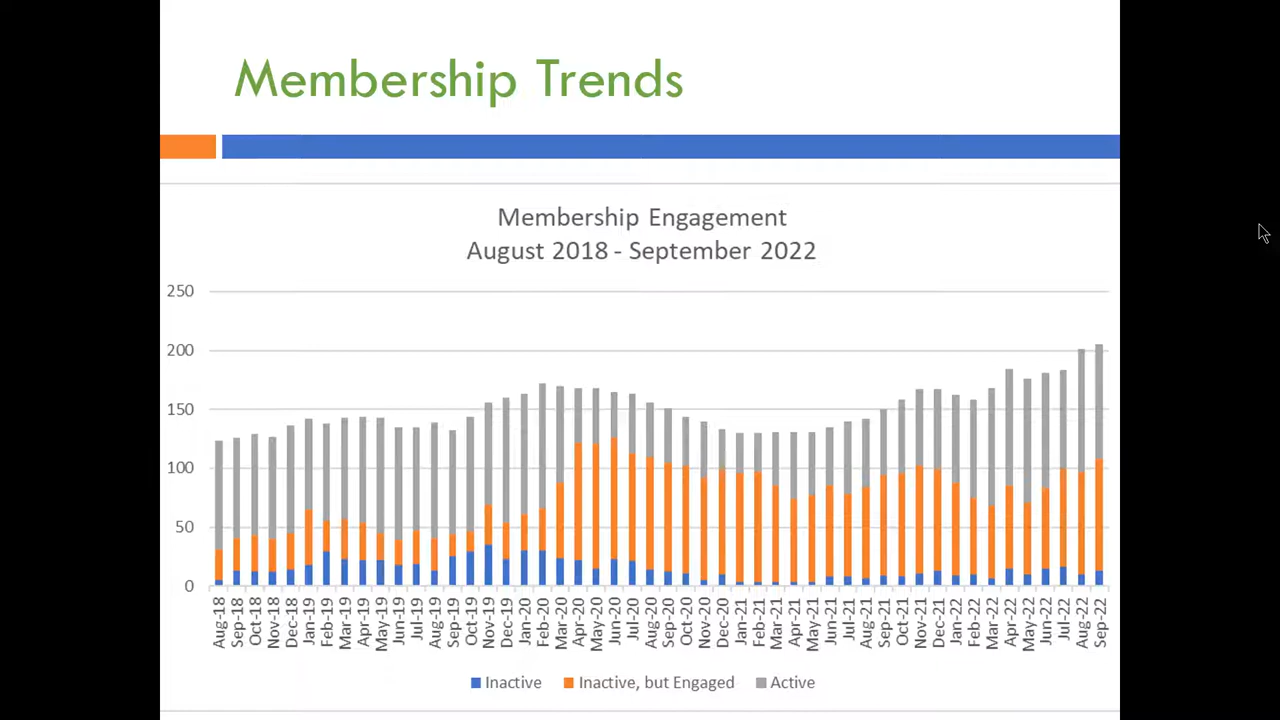 Membership Trends
Membership Engagement
August 2018 - September 2022
250
200
150
100
50
0
Aug-18
Sep-18
Oct-18
Nov-18
Dec-18
Jan-19
Feb-19
Mar-19
Apr-19
May-19
Jun-19
Jul-19
Aug-19
Sep-19
Oct-19
Nov-19
Dec-19
Jan-20
Feb-20
Mar-20
Apr-20
May-20
Jun-20
Jul-20
Aug-20
Sep-20
Oct-20
Nov-20
Dec-20
Jan-21
Feb-21
Mar-21
Apr-21
May-21
Jun-21
Jul-21
Aug-21
Sep-21
Oct-21
Nov-21
Dec-21
Jan-22
Feb-22
Mar-22
Apr-22
May-22
Jun-22
Jul-22
Aug-22
Sep-22
Inactive
Inactive, but Engaged
Active